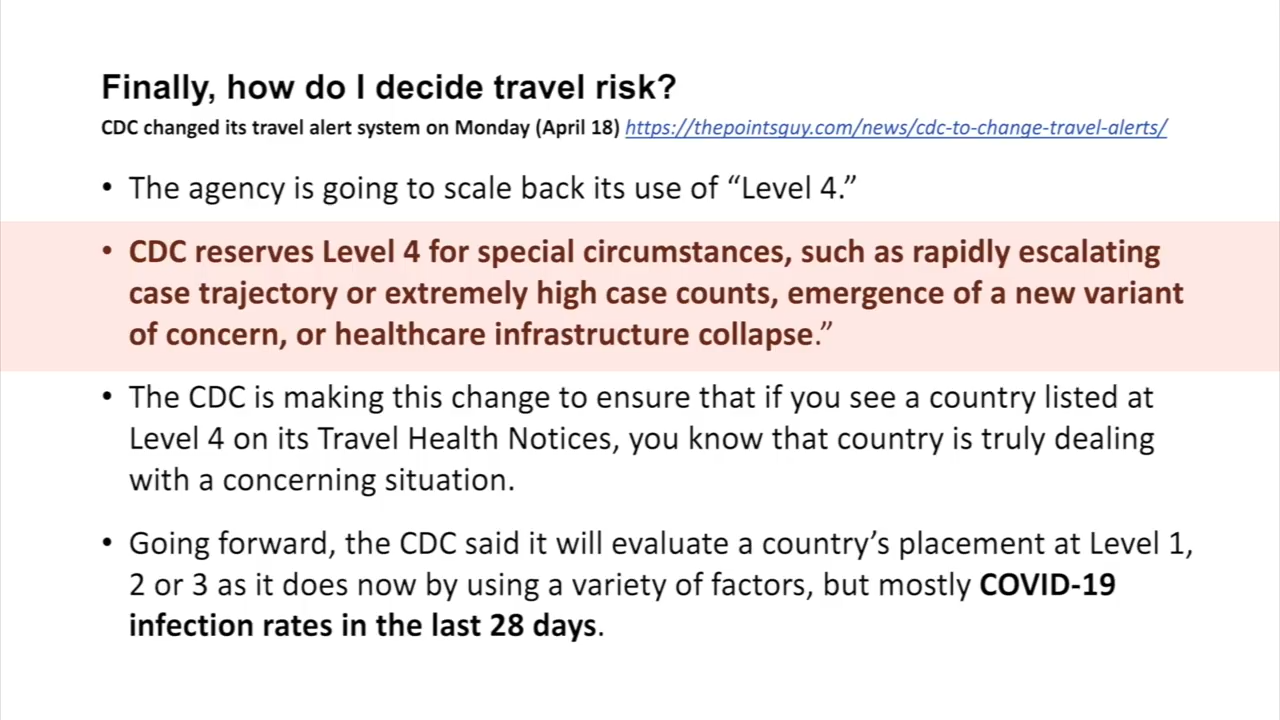 Finally, how do I decide travel risk?
CDC changed its travel alert system on Monday (April 18) https://thepointsguy.com/news/cdc-to-change-travel-alerts/
• The agency is going to scale back its use of “Level 4.”
• CDC reserves Level 4 for special circumstances, such as rapidly escalating
case trajectory or extremely high case counts, emergence of a new variant
of concern, or healthcare infrastructure collapse.”
• The CDC is making this change to ensure that if you see a country listed at
Level 4 on its Travel Health Notices, you know that country is truly dealing
with a concerning situation.
• Going forward, the CDC said it will evaluate a country’s placement at Level 1,
2 or 3 as it does now by using a variety of factors, but mostly COVID-19
infection rates in the last 28 days.